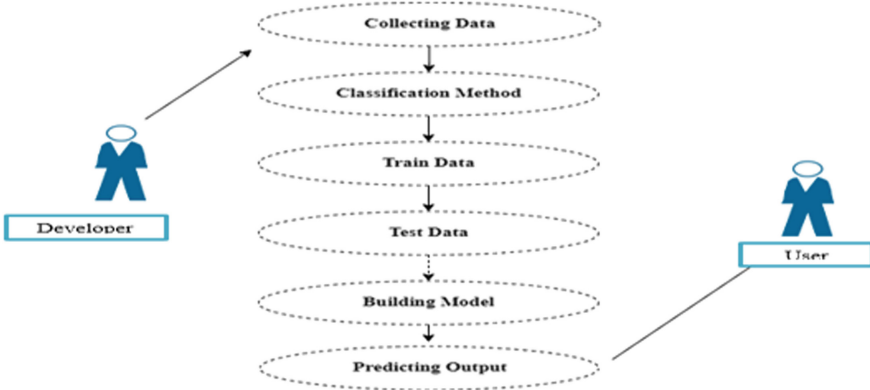 Collecting Data
Classification Method
Train Data
Developer
Test Data
User
Building Model
Predicting Output